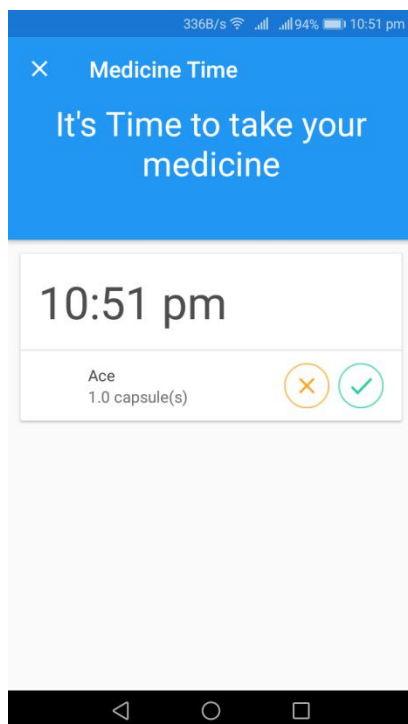 336B/s 94% 10:51 pm
Medicine Time
It's Time to take your
medicine
10:51 pm
Ace
1.0 capsule(s)